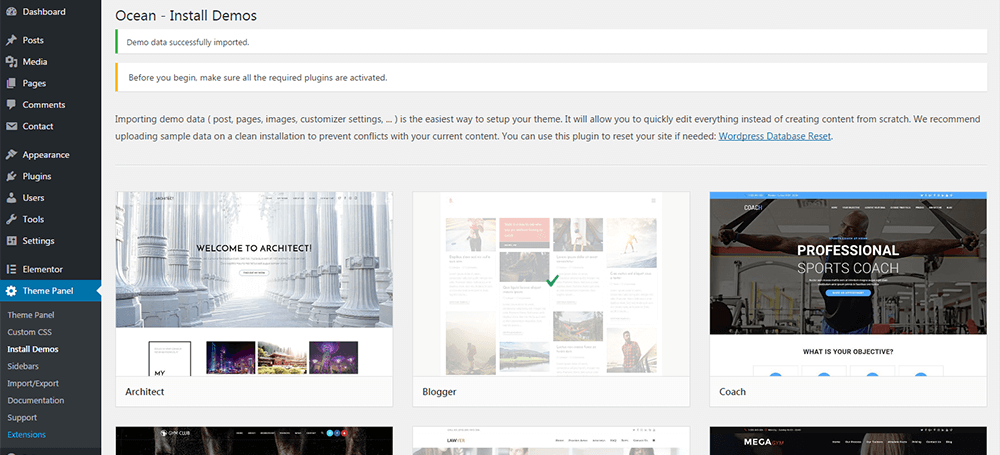 Dashboard
Posts
Media
Pages
Comments
Contact
Appearance
Plugins
Users
Tools
Settings
Elementor
Theme Panel
Theme Panel
Custom CSS
Install Demos
Sidebars
Import/Export
Documentation
Support
Extensions
Ocean - Install Demos
Demo data successfully imported.
Before you begin, make sure all the required plugins are activated.
Importing demo data ( post, pages, images, customizer settings, ... ) is the easiest way to setup your theme. It will allow you to quickly edit everything instead of creating content from scratch. We recommend
uploading sample data on a clean installation to prevent conflicts with your current content. You can use this plugin to reset your site if needed: Wordpress Database Reset.
ARCHITECT
WELCOME TO ARCHITECT!
MY
Architect
Blogger
COACH
PROFESSIONAL
SPORTS COACH
WHAT IS YOUR OBJECTIVE?
Coach
GYM CLUB
LAWYER
MEGAGYM